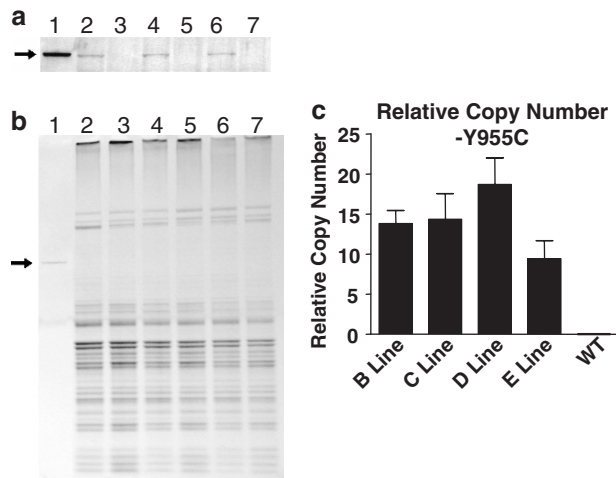 a
1 2 3 4 5 6 7
b
1 2 3 4 5 6 7
c
Relative Copy Number
-Y955C
Relative Copy Number
25
20
15
10
5
0
B Line
C Line
D Line
E Line
WT